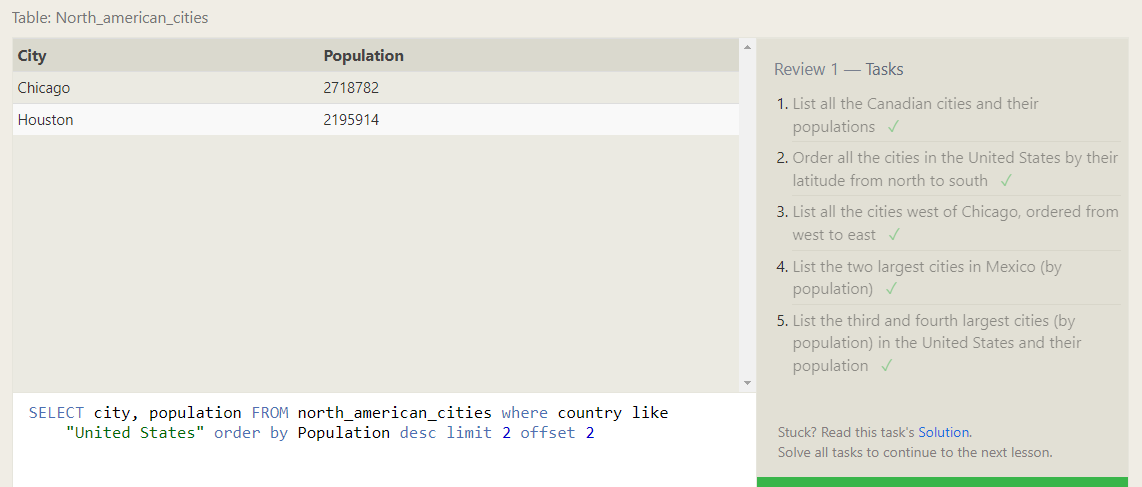 Table: North_american_cities
City Population
Chicago 2718782
Houston 2195914
SELECT city, population FROM north_american_cities where country like
"United States" order by Population desc limit 2 offset 2
Review 1 — Tasks
1. List all the Canadian cities and their
populations ✓
2. Order all the cities in the United States by their
latitude from north to south ✓
3. List all the cities west of Chicago, ordered from
west to east ✓
4. List the two largest cities in Mexico (by
population) ✓
5. List the third and fourth largest cities (by
population) in the United States and their
population ✓
Stuck? Read this task's Solution.
Solve all tasks to continue to the next lesson.